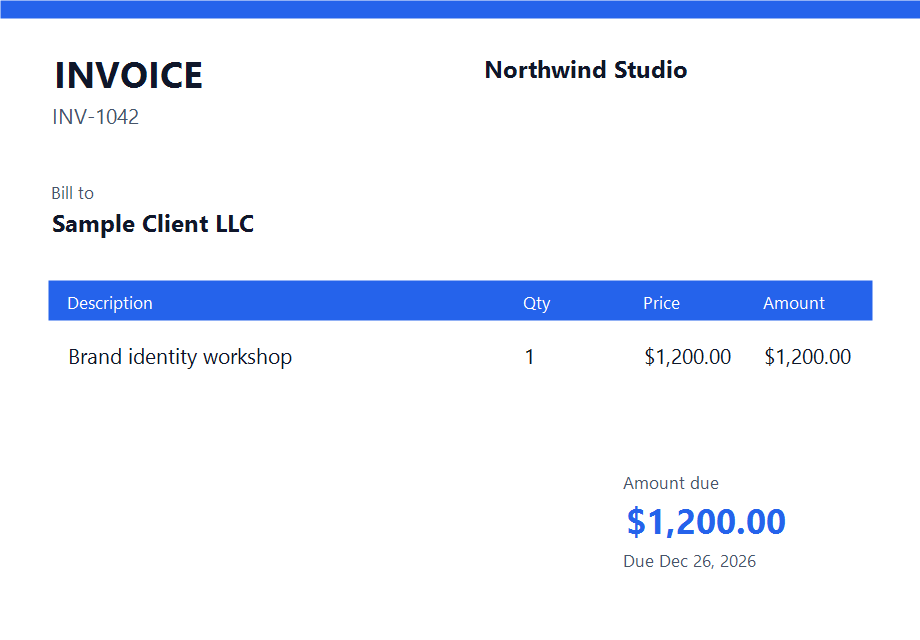 INVOICE
Northwind Studio
INV-1042
Bill to
Sample Client LLC
Description Qty Price Amount
Brand identity workshop 1 $1,200.00 $1,200.00
Amount due
$1,200.00
Due Dec 26, 2026